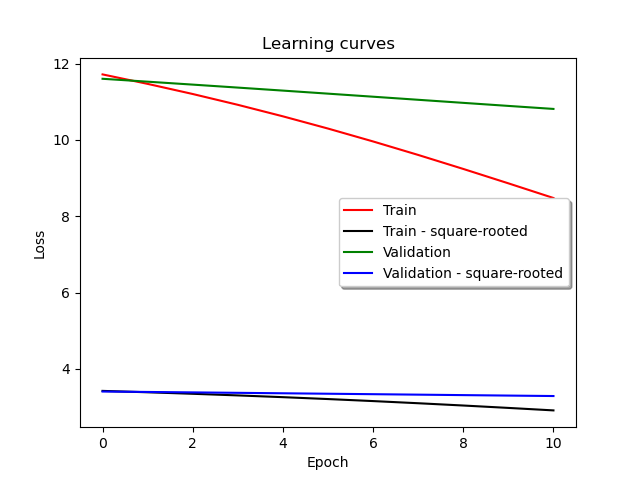 Learning curves
12
10
8
6
4
Loss
Train
Train - square-rooted
Validation
Validation - square-rooted
0 2 4 6 8 10
Epoch